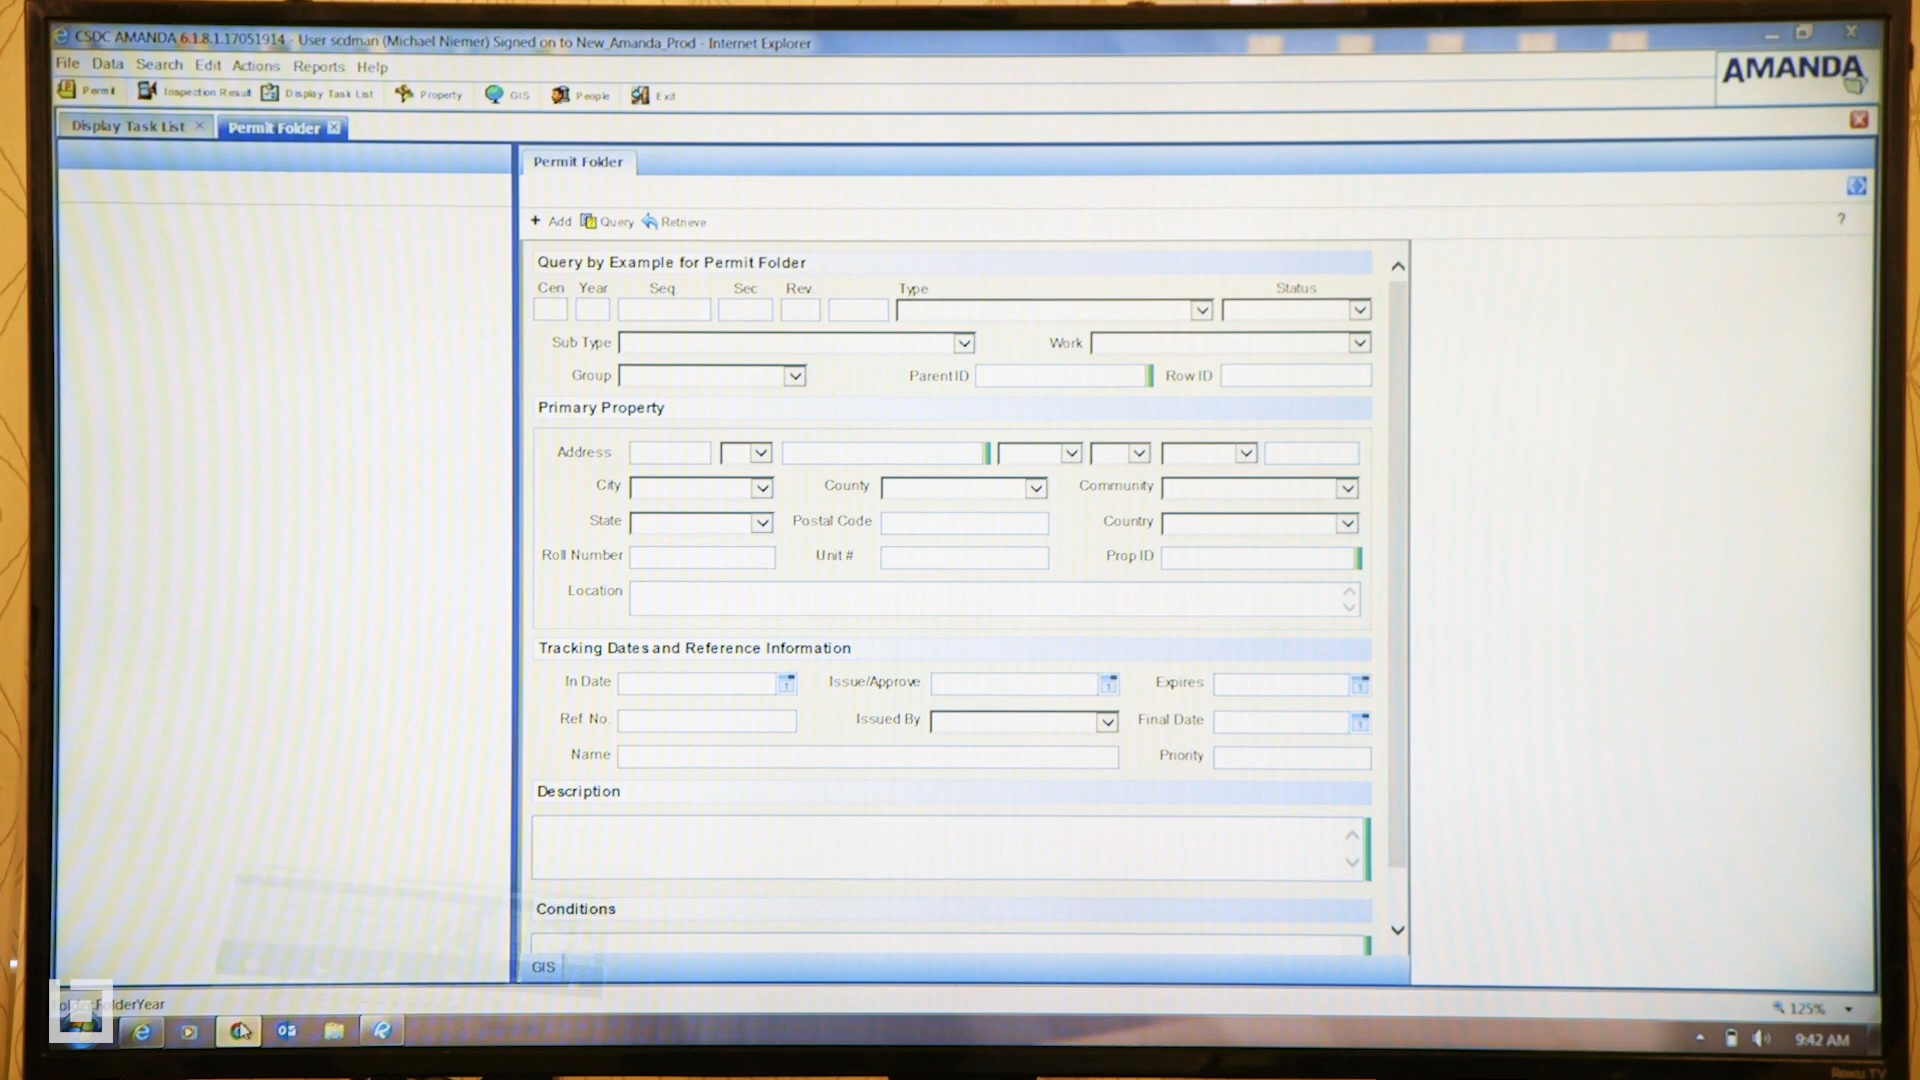 CSDC AMANDA 6.1.8.1.17051914 - User scdman (Michael Niemer) Signed on to New_Amanda_Prod - Internet Explorer
File Data Search Edit Actions Reports Help
AMANDA
Permit Inspection Result Display Task List Property GIS People Exit
Display Task List Permit Folder
Permit Folder
+ Add Query Retrieve ?
Query by Example for Permit Folder
Cen Year Seq Sec Rev. Type Status
Sub Type Work
Group Parent ID Row ID
Primary Property
Address
City County Community
State Postal Code Country
Roll Number Unit # Prop ID
Location
Tracking Dates and Reference Information
In Date Issue/Approve Expires
Ref. No. Issued By Final Date
Name Priority
Description
Conditions
GIS
FolderYear
125%
9:42 AM
Roku TV